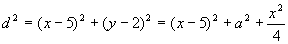 d² = (x−5)² + (y−2)² = (x−5)² + a² + x²/4